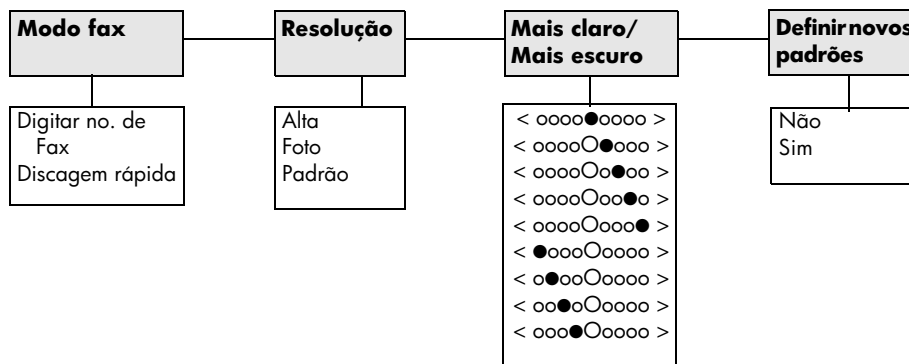 Modo fax
Resolução
Mais claro/
Mais escuro
Definir novos
padrões
Digitar no. de
Fax
Discagem rápida
Alta
Foto
Padrão
< oooo●oooo >
< ooooO●ooo >
< ooooOo●oo >
< ooooOoo●o >
< ooooOooo● >
< ●oooOoooo >
< o●ooOoooo >
< oo●oOoooo >
< ooo●Ooooo >
Não
Sim